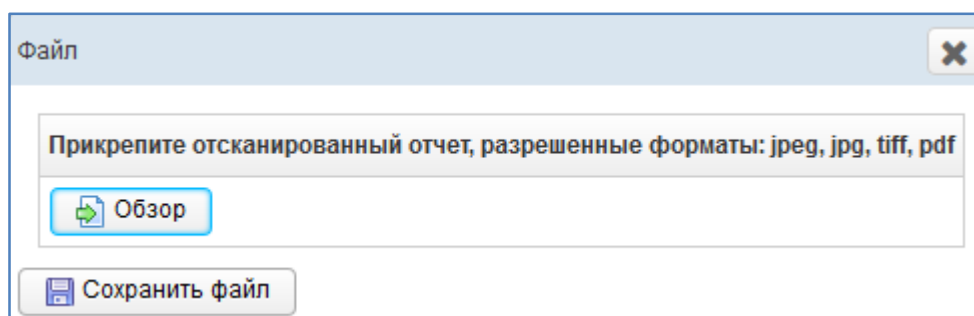 Файл
Прикрепите отсканированный отчет, разрешенные форматы: jpeg, jpg, tiff, pdf
Обзор
Сохранить файл